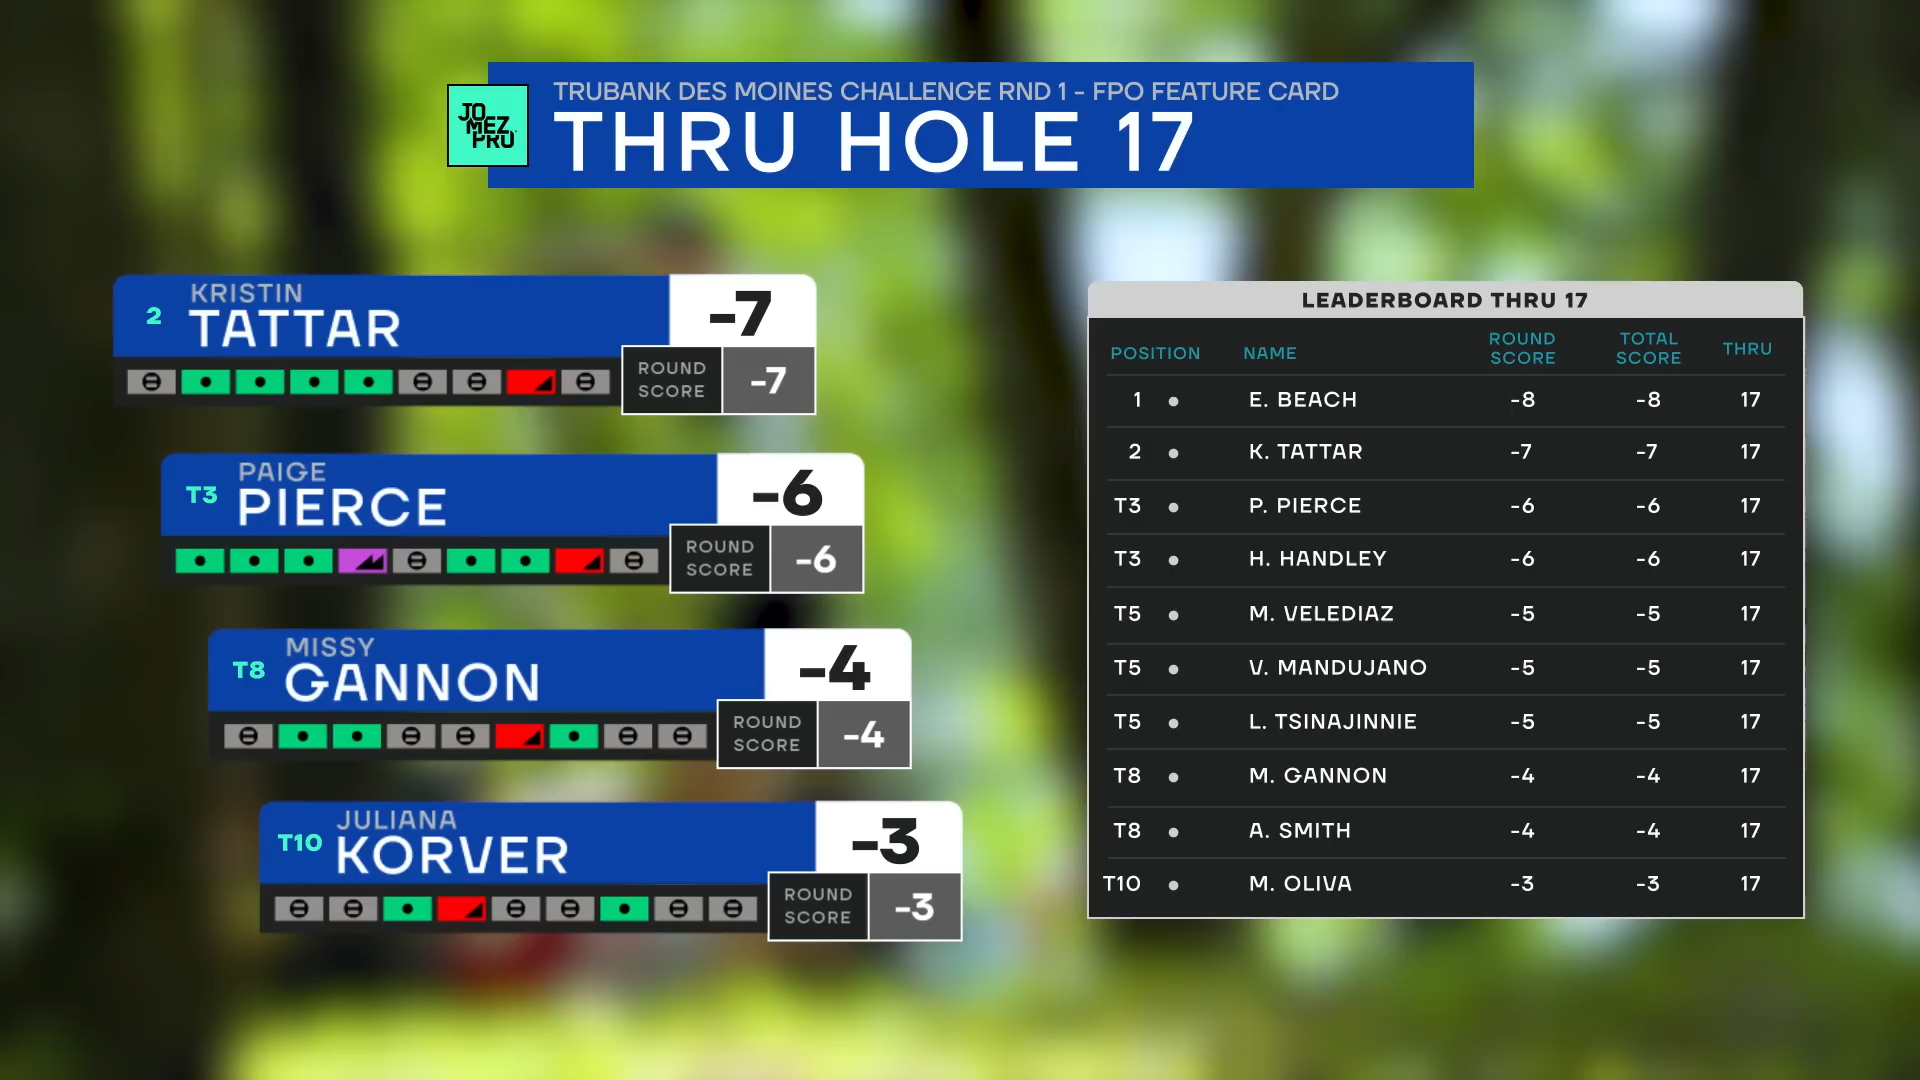 JO
MEZ
PRO
TRUBANK DES MOINES CHALLENGE RND 1 - FPO FEATURE CARD
THRU HOLE 17
2
KRISTIN
TATTAR
-7
ROUND
SCORE
-7
T3
PAIGE
PIERCE
-6
ROUND
SCORE
-6
T8
MISSY
GANNON
-4
ROUND
SCORE
-4
T10
JULIANA
KORVER
-3
ROUND
SCORE
-3
LEADERBOARD THRU 17
POSITION NAME ROUND SCORE TOTAL SCORE THRU
1 E. BEACH -8 -8 17
2 K. TATTAR -7 -7 17
T3 P. PIERCE -6 -6 17
T3 H. HANDLEY -6 -6 17
T5 M. VELEDIAZ -5 -5 17
T5 V. MANDUJANO -5 -5 17
T5 L. TSINAJINNIE -5 -5 17
T8 M. GANNON -4 -4 17
T8 A. SMITH -4 -4 17
T10 M. OLIVA -3 -3 17